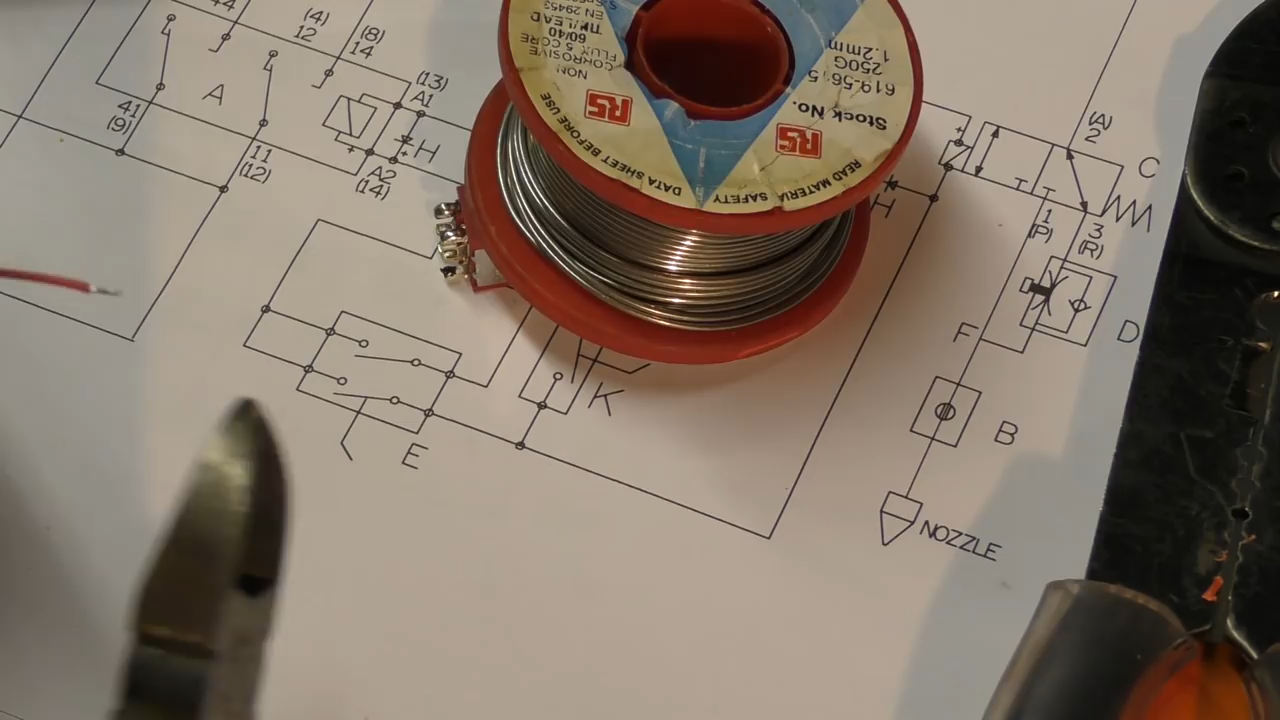 44
(4)
12
(8)
14
(13)
A1
A
41
(9)
11
(12)
H
A2
(14)
EN 29453
TIN/LEAD
60/40
FLUX 5 CORE
CORROSIVE
NON
1.2mm
250G
619-5615
Stock No.
RS
RS
READ MATERIAL SAFETY DATA SHEET BEFORE USE
(A)
2
C
H
T
T
1
(P)
3
(R)
F
D
K
E
B
NOZZLE